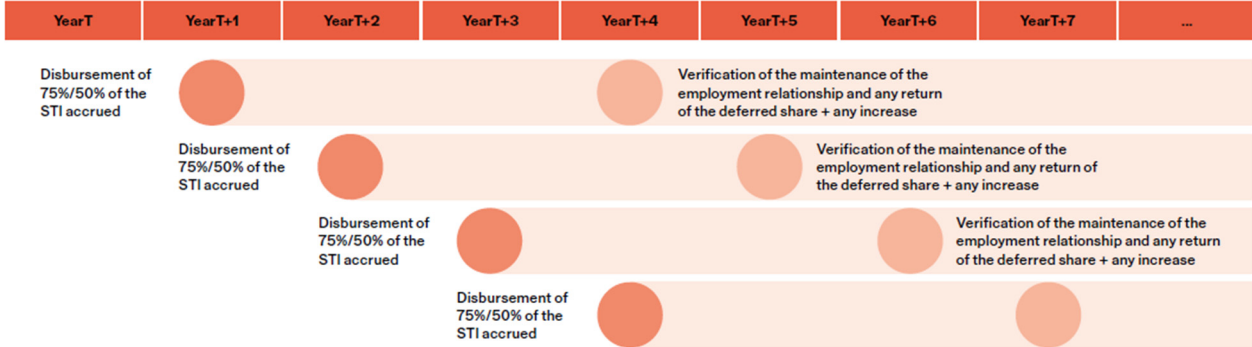 YearT YearT+1 YearT+2 YearT+3 YearT+4 YearT+5 YearT+6 YearT+7 ...
Disbursement of
75%/50% of the
STI accrued
Verification of the maintenance of the
employment relationship and any return
of the deferred share + any increase
Disbursement of
75%/50% of the
STI accrued
Verification of the maintenance of the
employment relationship and any return of
the deferred share + any increase
Disbursement of
75%/50% of the
STI accrued
Verification of the maintenance of the
employment relationship and any return
of the deferred share + any increase
Disbursement of
75%/50% of the
STI accrued